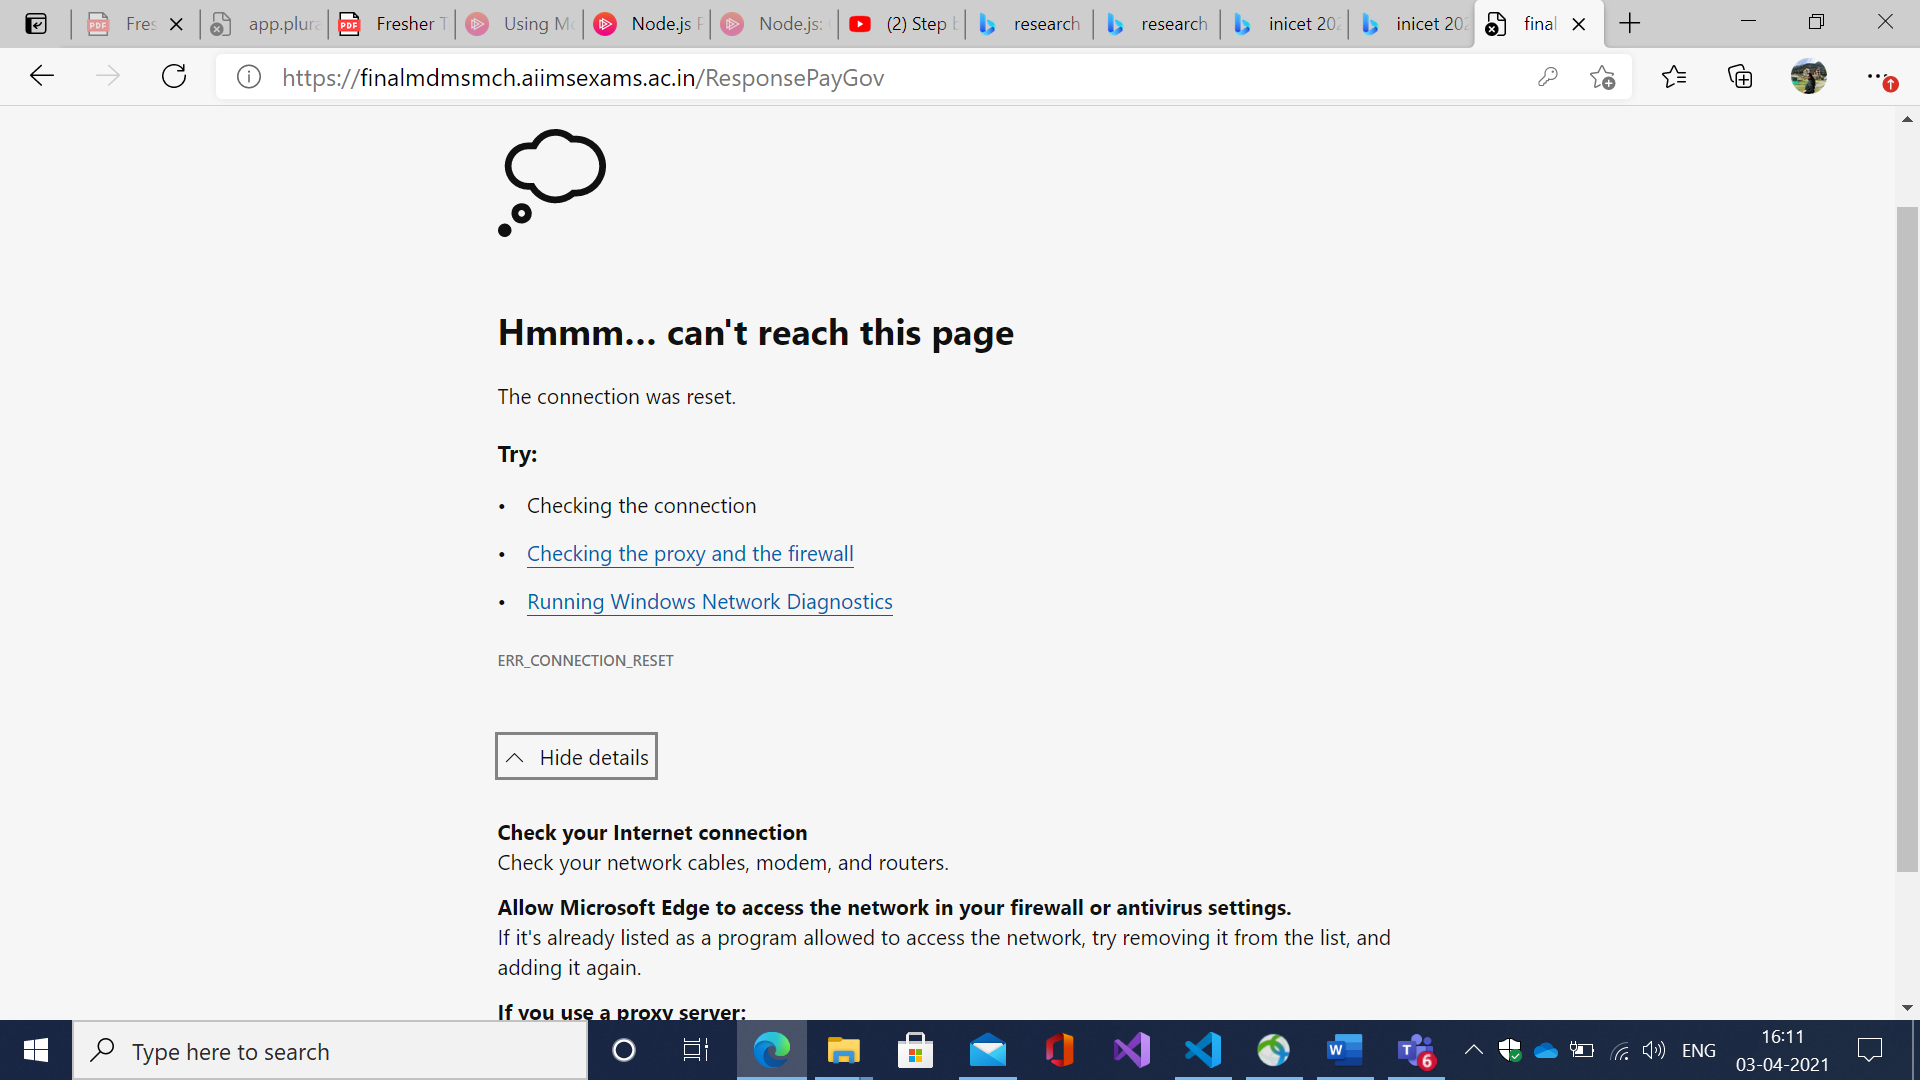 Fres
app.plura
Fresher T
Using Mo
Node.js P
Node.js:
(2) Step b
research
research
inicet 202
inicet 202
final
https://finalmdmsmch.aiimsexams.ac.in/ResponsePayGov
Hmmm... can't reach this page
The connection was reset.
Try:
• Checking the connection
• Checking the proxy and the firewall
• Running Windows Network Diagnostics
ERR_CONNECTION_RESET
Hide details
Check your Internet connection
Check your network cables, modem, and routers.
Allow Microsoft Edge to access the network in your firewall or antivirus settings.
If it's already listed as a program allowed to access the network, try removing it from the list, and
adding it again.
If you use a proxy server:
Type here to search
6
ENG
16:11
03-04-2021